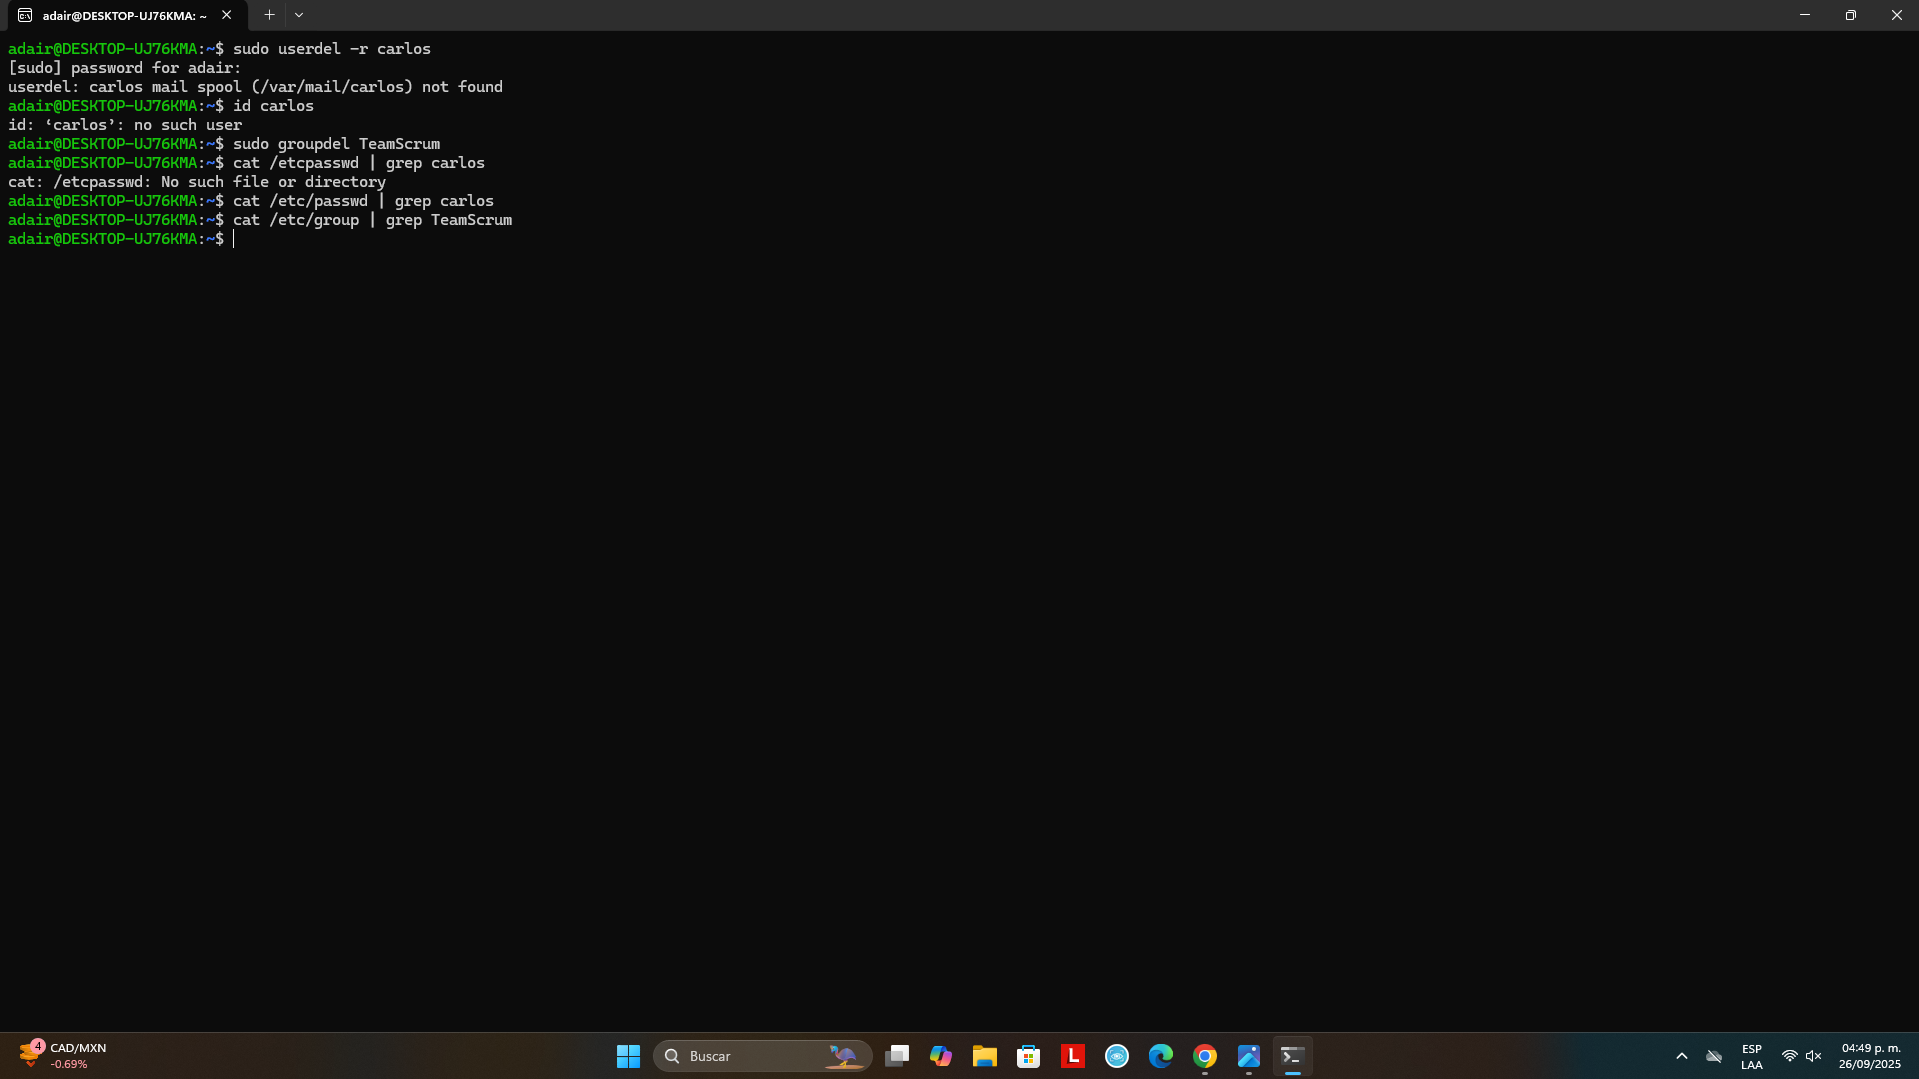 adair@DESKTOP-UJ76KMA: ~
adair@DESKTOP-UJ76KMA:~$ sudo userdel -r carlos
[sudo] password for adair:
userdel: carlos mail spool (/var/mail/carlos) not found
adair@DESKTOP-UJ76KMA:~$ id carlos
id: ‘carlos’: no such user
adair@DESKTOP-UJ76KMA:~$ sudo groupdel TeamScrum
adair@DESKTOP-UJ76KMA:~$ cat /etcpasswd | grep carlos
cat: /etcpasswd: No such file or directory
adair@DESKTOP-UJ76KMA:~$ cat /etc/passwd | grep carlos
adair@DESKTOP-UJ76KMA:~$ cat /etc/group | grep TeamScrum
adair@DESKTOP-UJ76KMA:~$
4
CAD/MXN
-0.69%
Buscar
L
ESP
LAA
04:49 p. m.
26/09/2025